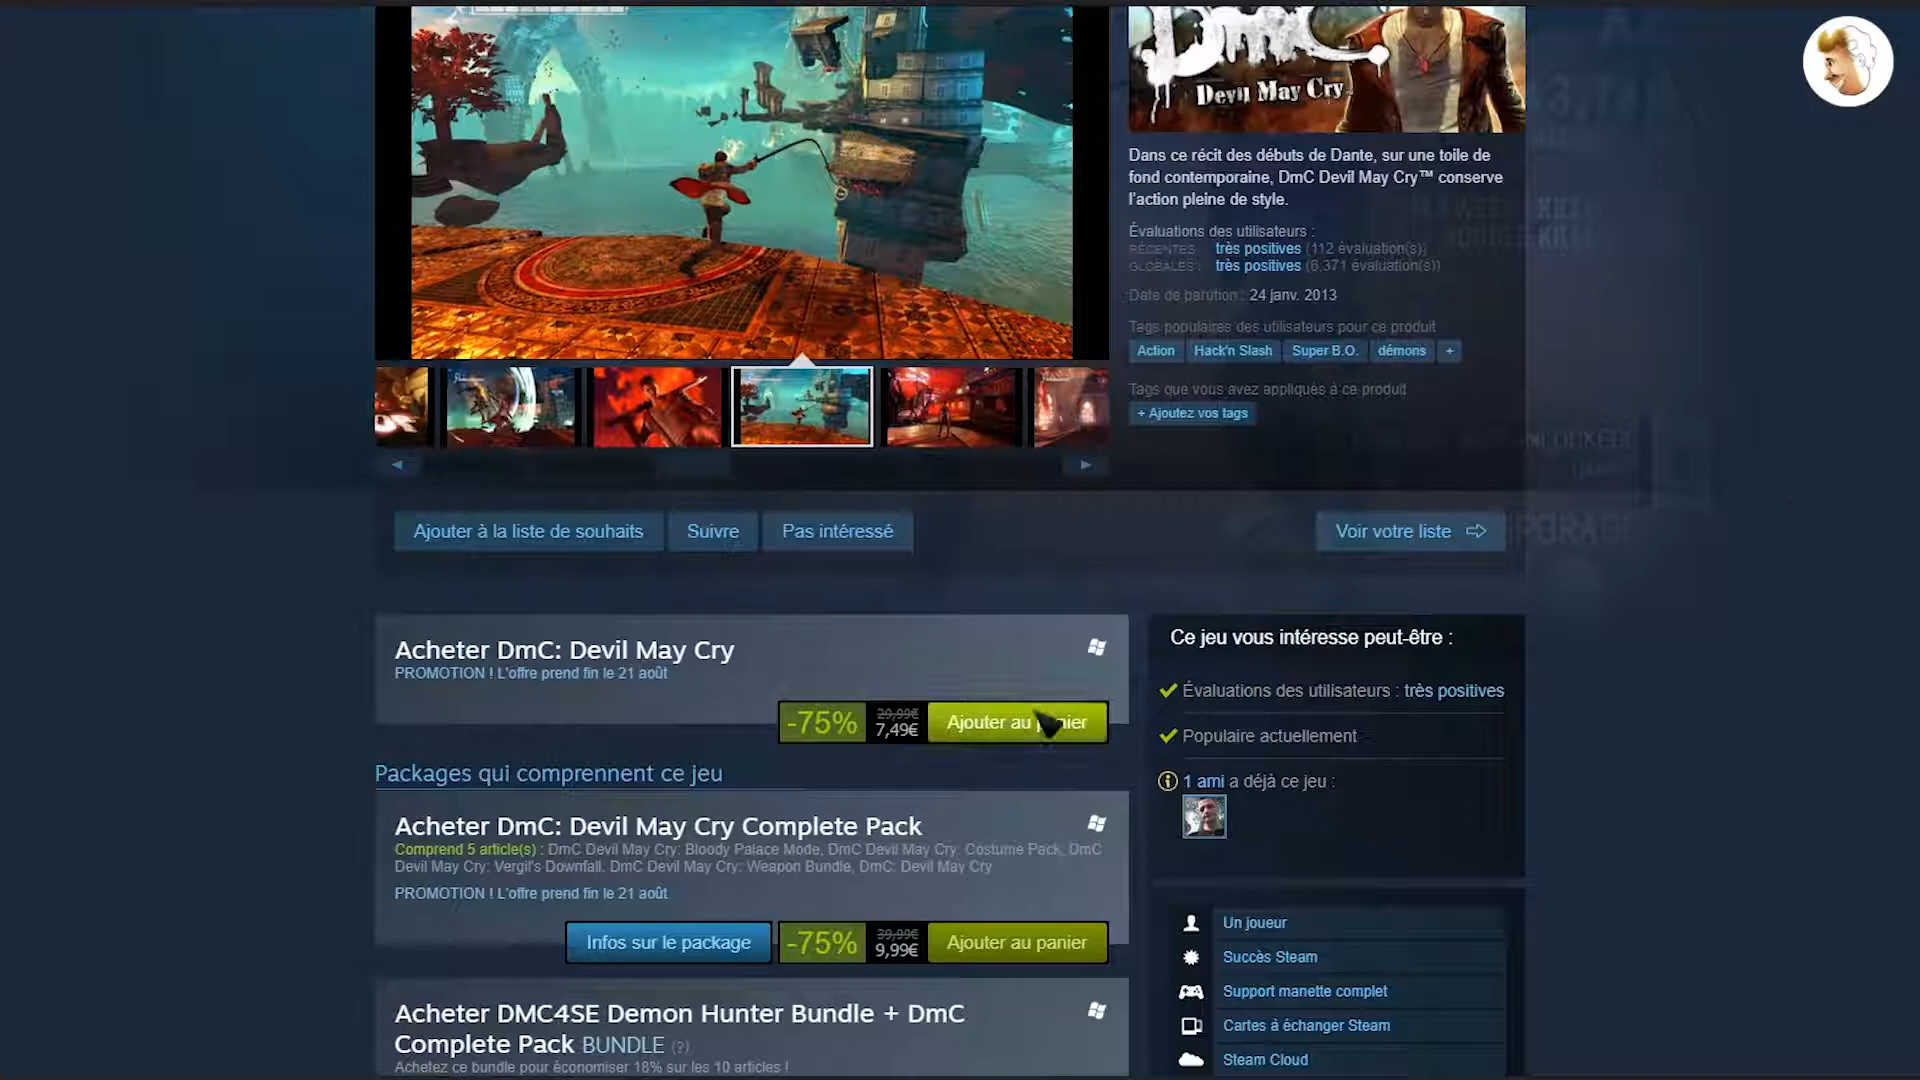 Devil May Cry
Dans ce récit des débuts de Dante, sur une toile de
fond contemporaine, DmC Devil May Cry™ conserve
l'action pleine de style.
Évaluations des utilisateurs :
RÉCENTES : très positives (112 évaluation(s))
GLOBALES : très positives (6,371 évaluation(s))
Date de parution : 24 janv. 2013
Tags populaires des utilisateurs pour ce produit
Action Hack'n Slash Super B.O. démons +
Tags que vous avez appliqués à ce produit
+ Ajoutez vos tags
Ajouter à la liste de souhaits Suivre Pas intéressé Voir votre liste
Acheter DmC: Devil May Cry
PROMOTION ! L'offre prend fin le 21 août
-75% 29,99€ 7,49€ Ajouter au panier
Packages qui comprennent ce jeu
Acheter DmC: Devil May Cry Complete Pack
Comprend 5 article(s) : DmC Devil May Cry: Bloody Palace Mode, DmC Devil May Cry: Costume Pack, DmC
Devil May Cry: Vergil's Downfall, DmC Devil May Cry: Weapon Bundle, DmC: Devil May Cry
PROMOTION ! L'offre prend fin le 21 août
Infos sur le package -75% 39,99€ 9,99€ Ajouter au panier
Acheter DMC4SE Demon Hunter Bundle + DmC
Complete Pack BUNDLE (?)
Achetez ce bundle pour économiser 18% sur les 10 articles !
Ce jeu vous intéresse peut-être :
Évaluations des utilisateurs : très positives
Populaire actuellement
1 ami a déjà ce jeu :
Un joueur
Succès Steam
Support manette complet
Cartes à échanger Steam
Steam Cloud